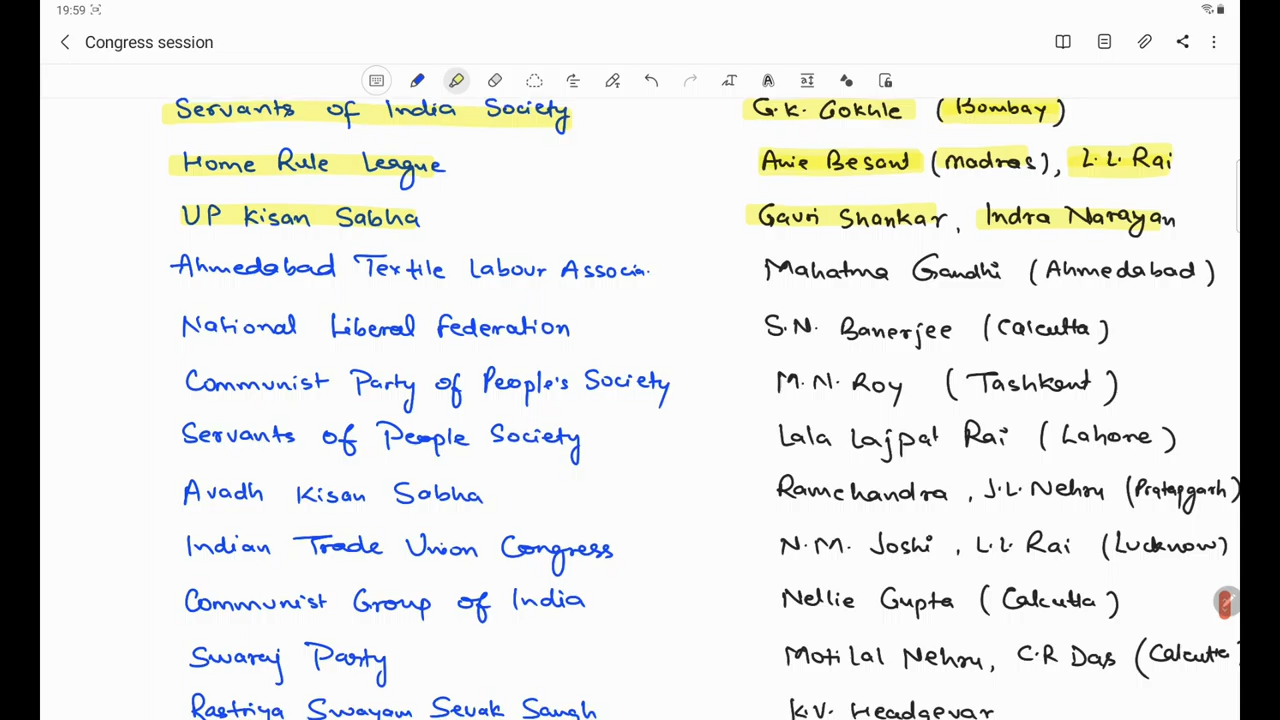 19:59
Congress session
Servants of India Society G.K. Gokhle (Bombay)
Home Rule League Anie Besant (Madras), L.L. Rai
UP Kisan Sabha Gauri Shankar, Indra Narayan
Ahmedabad Textile Labour Associa. Mahatma Gandhi (Ahmedabad)
National Liberal Federation S.N. Banerjee (Calcutta)
Communist Party of People's Society M.N. Roy (Tashkent)
Servants of People Society Lala Lajpat Rai (Lahore)
Avadh Kisan Sabha Ramchandra, J.L. Nehru (Pratapgarh)
Indian Trade Union Congress N.M. Joshi, L.L Rai (Lucknow)
Communist Group of India Nellie Gupta (Calcutta)
Swaraj Party Motilal Nehru, C.R Das (Calcutta
Rastriya Swayam Sevak Sangh K.V. Headgevar